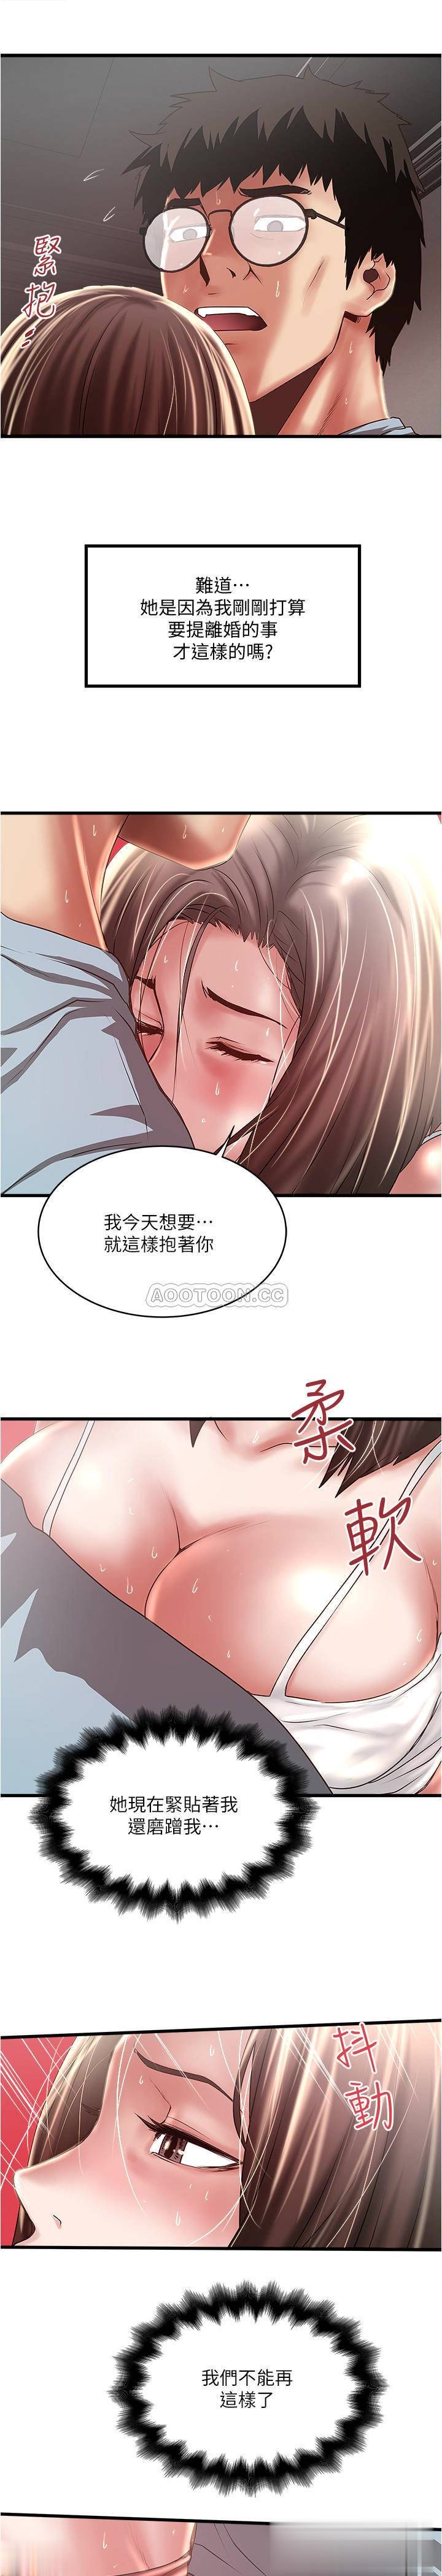 緊抱
難道⋯
她是因為我剛剛打算
要提離婚的事
才這樣的嗎?
我今天想要⋯
就這樣抱著你
AOOTOON.CC
柔軟
她現在緊貼著我
還磨蹭我⋯
抖動
我們不能再
這樣了